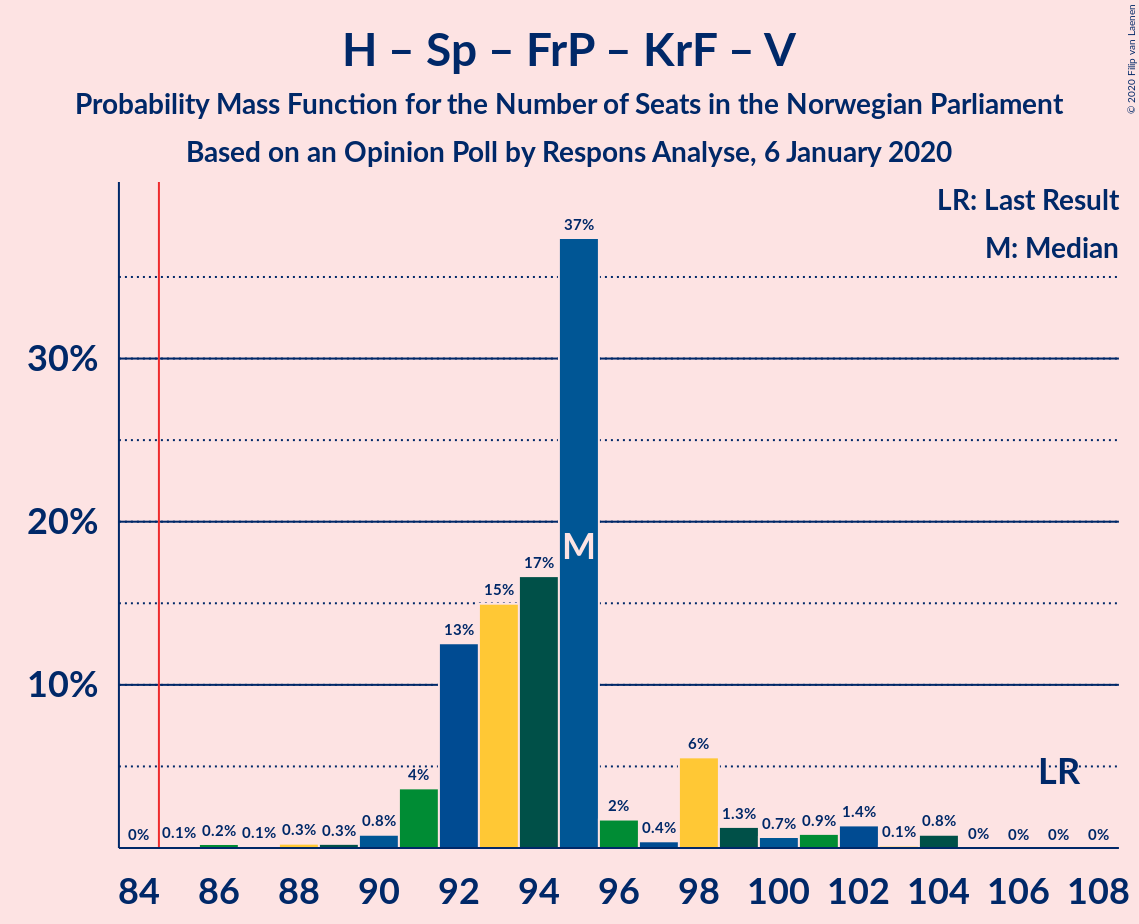 H – Sp – FrP – KrF – V
Probability Mass Function for the Number of Seats in the Norwegian Parliament
Based on an Opinion Poll by Respons Analyse, 6 January 2020
© 2020 Filip van Laenen
LR: Last Result
M: Median
37%
30%
20%
M
17%
15%
13%
10%
6%
LR
4%
2%
0% 0.1% 0.2% 0.1% 0.3% 0.3% 0.8% 0.4% 1.3% 0.7% 0.9% 1.4% 0.1% 0.8% 0% 0% 0% 0%
84 86 88 90 92 94 96 98 100 102 104 106 108